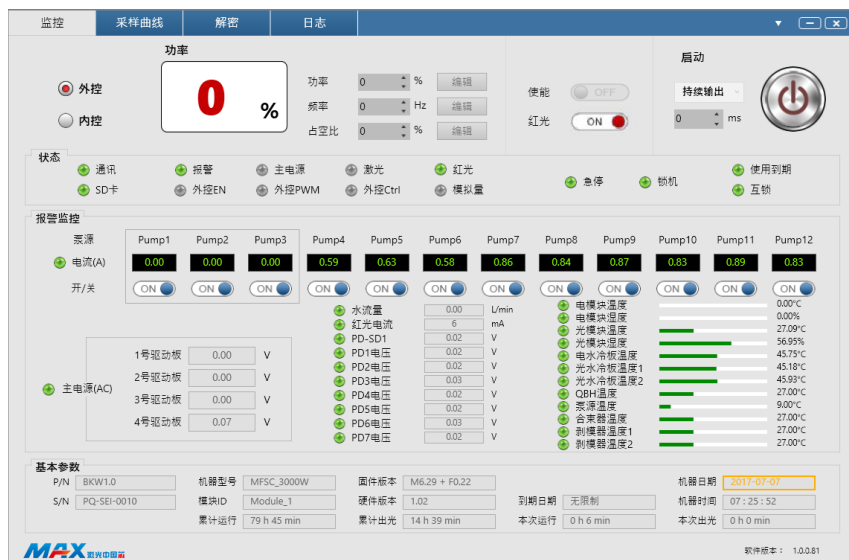 监控 采样曲线 解密 日志
功率 启动
外控 0 % 功率 0 % 编辑 使能 OFF 持续输出
内控 频率 0 Hz 编辑 红光 ON 0 ms
占空比 0 % 编辑
状态
通讯 报警 主电源 激光 红光 急停 锁机 使用到期
SD卡 外控EN 外控PWM 外控Ctrl 模拟量 互锁
报警监控
泵源 Pump1 Pump2 Pump3 Pump4 Pump5 Pump6 Pump7 Pump8 Pump9 Pump10 Pump11 Pump12
电流(A) 0.00 0.00 0.00 0.59 0.63 0.58 0.86 0.84 0.87 0.83 0.89 0.83
开/关 ON ON ON ON ON ON ON ON ON ON ON ON
主电源(AC)
1号驱动板 0.00 V
2号驱动板 0.00 V
3号驱动板 0.00 V
4号驱动板 0.07 V
水流量 0.00 L/min
红光电流 6 mA
PD-SD1 0.02 V
PD1电压 0.02 V
PD2电压 0.02 V
PD3电压 0.03 V
PD4电压 0.02 V
PD5电压 0.02 V
PD6电压 0.03 V
PD7电压 0.02 V
电模块温度 0.00°C
电模块湿度 0.00%
光模块温度 27.09°C
光模块湿度 56.95%
电水冷板温度 45.75°C
光水冷板温度1 45.18°C
光水冷板温度2 45.93°C
QBH温度 27.00°C
泵源温度 9.00°C
合束器温度 27.00°C
剥模器温度1 27.00°C
剥模器温度2 27.00°C
基本参数
P/N BKW1.0 机器型号 MFSC_3000W 固件版本 M6.29 + F0.22 机器日期 2017-07-07
S/N PQ-SEI-0010 模块ID Module_1 硬件版本 1.02 到期日期 无限制 机器时间 07 : 25 : 52
累计运行 79 h 45 min 累计出光 14 h 39 min 本次运行 0 h 6 min 本次出光 0 h 0 min
MAX 激光中国芯 软件版本： 1.0.0.81